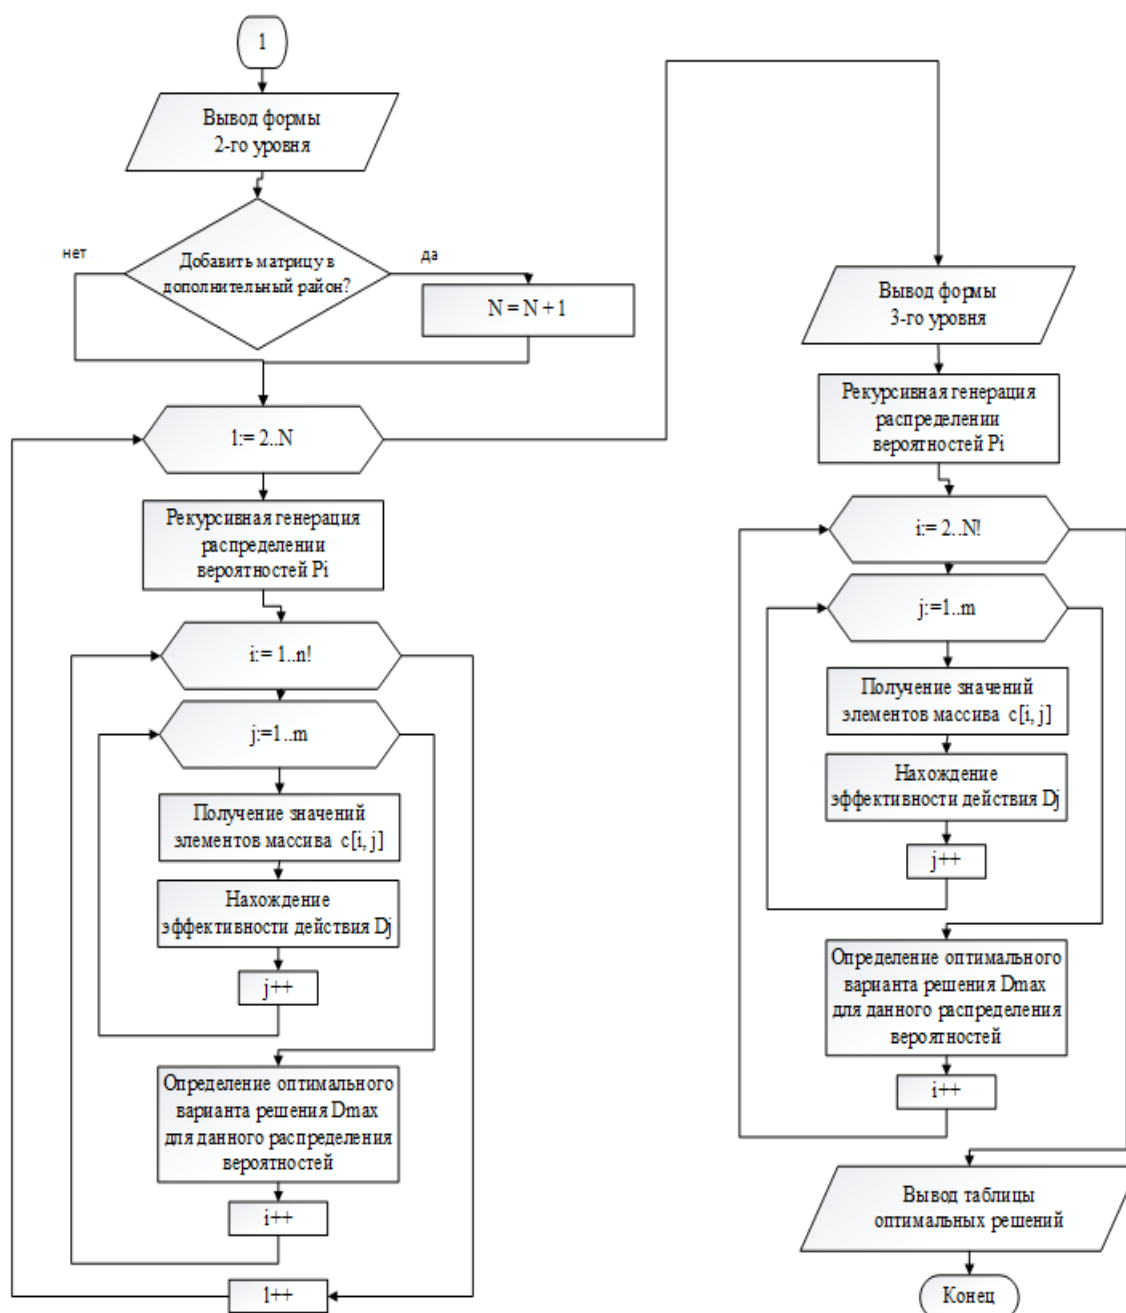 1
Вывод формы
2-го уровня
нет
Добавить матрицу в
дополнительный район?
да
N = N + 1
1:= 2..N
Рекурсивная генерация
распределении
вероятностей Pi
i:= 1..n!
j:=1..m
Получение значений
элементов массива c[i, j]
Нахождение
эффективности действия Dj
j++
Определение оптимального
варианта решения Dmax
для данного распределения
вероятностей
i++
1++
Вывод формы
3-го уровня
Рекурсивная генерация
распределении
вероятностей Pi
i:= 2..N!
j:=1..m
Получение значений
элементов массива c[i, j]
Нахождение
эффективности действия Dj
j++
Определение оптимального
варианта решения Dmax
для данного распределения
вероятностей
i++
Вывод таблицы
оптимальных решений
Конец